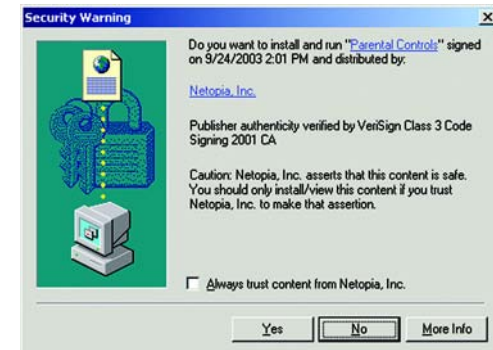 Security Warning
Do you want to install and run "Parental Controls" signed
on 9/24/2003 2:01 PM and distributed by:
Netopia, Inc.
Publisher authenticity verified by VeriSign Class 3 Code
Signing 2001 CA
Caution: Netopia, Inc. asserts that this content is safe.
You should only install/view this content if you trust
Netopia, Inc. to make that assertion.
Always trust content from Netopia, Inc.
Yes No More Info